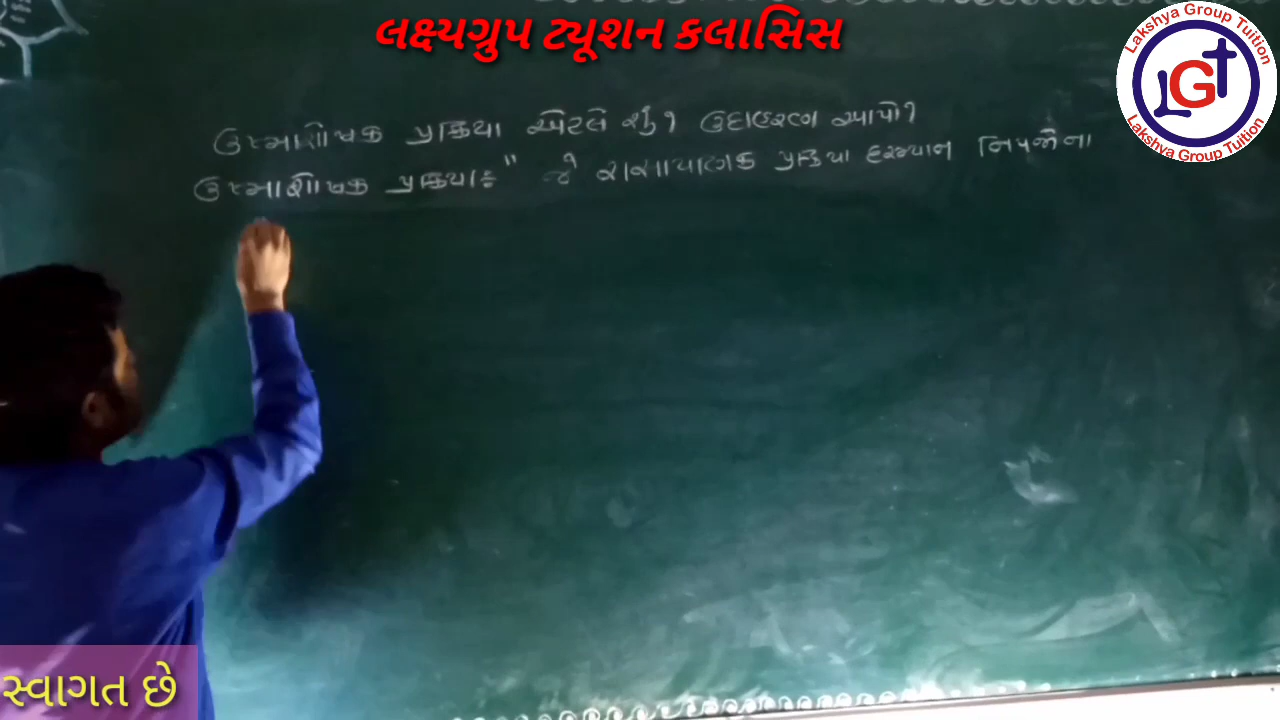 લક્ષ્યગ્રુપ ટ્યૂશન કલાસિસ
Lakshya Group Tuition
LGT
Lakshya Group Tuition
ઉષ્માશોષક પ્રક્રિયા એટલે શું? ઉદાહરણ આપો?
ઉષ્માશોષક પ્રક્રિયા: " જે રાસાયણિક પ્રક્રિયા દરમ્યાન નિપજોના
સ્વાગત છે